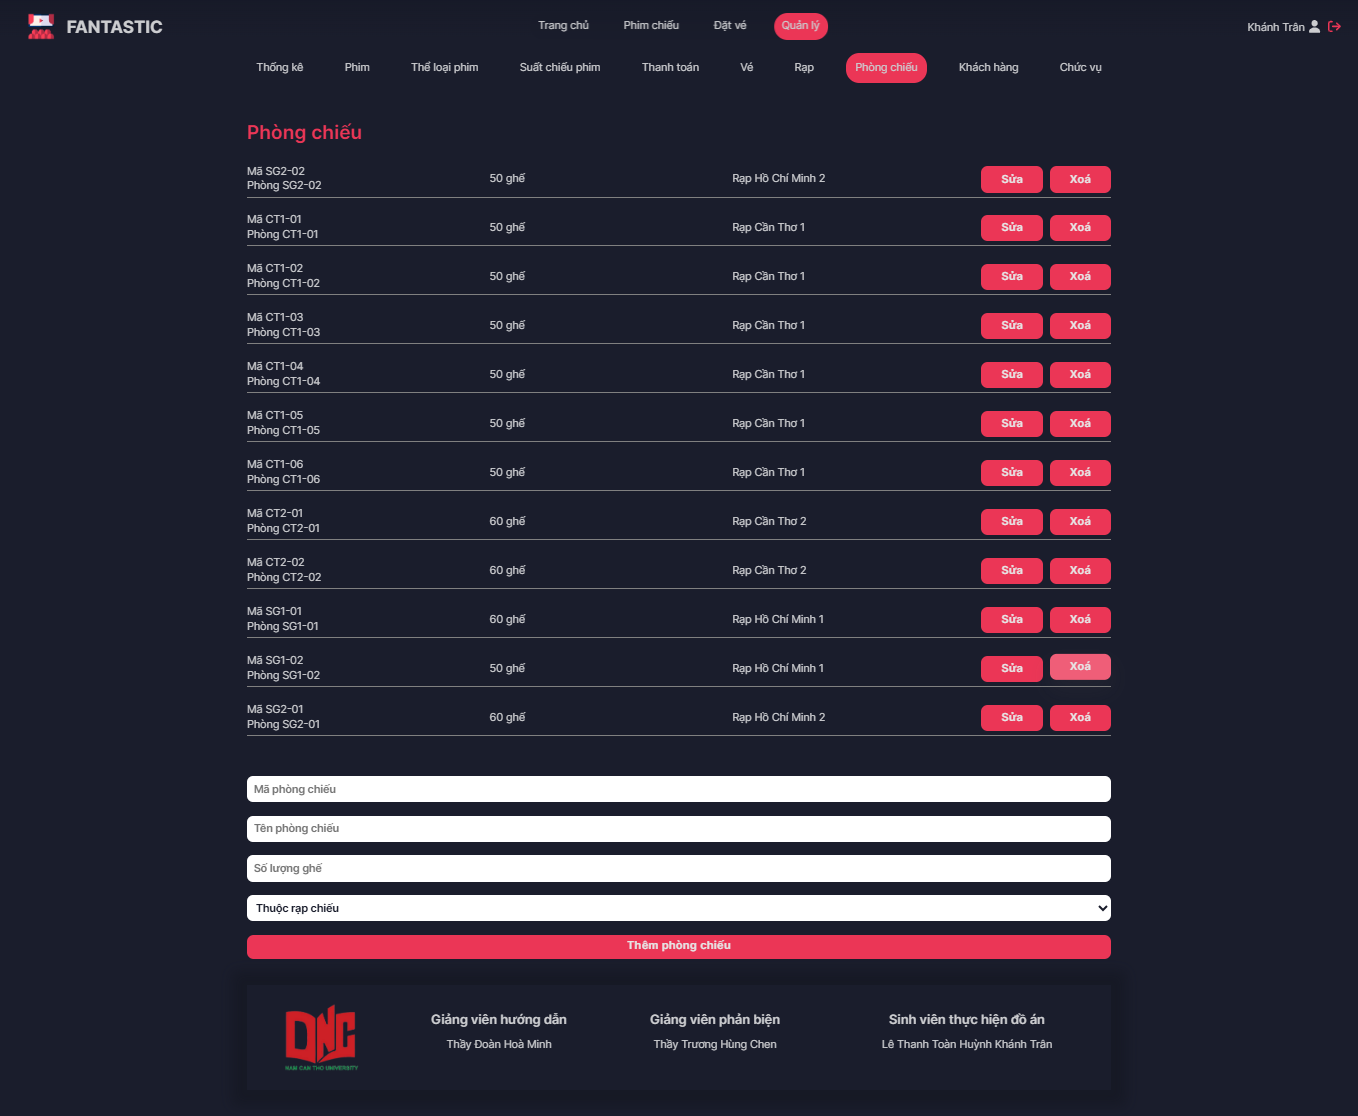 FANTASTIC
Trang chủ
Phim chiếu
Đặt vé
Quản lý
Khánh Trân
Thống kê
Phim
Thể loại phim
Suất chiếu phim
Thanh toán
Vé
Rạp
Phòng chiếu
Khách hàng
Chức vụ
Phòng chiếu
Mã SG2-02
Phòng SG2-02
50 ghế
Rạp Hồ Chí Minh 2
Sửa
Xoá
Mã CT1-01
Phòng CT1-01
50 ghế
Rạp Cần Thơ 1
Sửa
Xoá
Mã CT1-02
Phòng CT1-02
50 ghế
Rạp Cần Thơ 1
Sửa
Xoá
Mã CT1-03
Phòng CT1-03
50 ghế
Rạp Cần Thơ 1
Sửa
Xoá
Mã CT1-04
Phòng CT1-04
50 ghế
Rạp Cần Thơ 1
Sửa
Xoá
Mã CT1-05
Phòng CT1-05
50 ghế
Rạp Cần Thơ 1
Sửa
Xoá
Mã CT1-06
Phòng CT1-06
50 ghế
Rạp Cần Thơ 1
Sửa
Xoá
Mã CT2-01
Phòng CT2-01
60 ghế
Rạp Cần Thơ 2
Sửa
Xoá
Mã CT2-02
Phòng CT2-02
60 ghế
Rạp Cần Thơ 2
Sửa
Xoá
Mã SG1-01
Phòng SG1-01
60 ghế
Rạp Hồ Chí Minh 1
Sửa
Xoá
Mã SG1-02
Phòng SG1-02
50 ghế
Rạp Hồ Chí Minh 1
Sửa
Xoá
Mã SG2-01
Phòng SG2-01
60 ghế
Rạp Hồ Chí Minh 2
Sửa
Xoá
Mã phòng chiếu
Tên phòng chiếu
Số lượng ghế
Thuộc rạp chiếu
Thêm phòng chiếu
DNC
NAM CAN THO UNIVERSITY
Giảng viên hướng dẫn
Thầy Đoàn Hoà Minh
Giảng viên phản biện
Thầy Trương Hùng Chen
Sinh viên thực hiện đồ án
Lê Thanh Toàn Huỳnh Khánh Trân